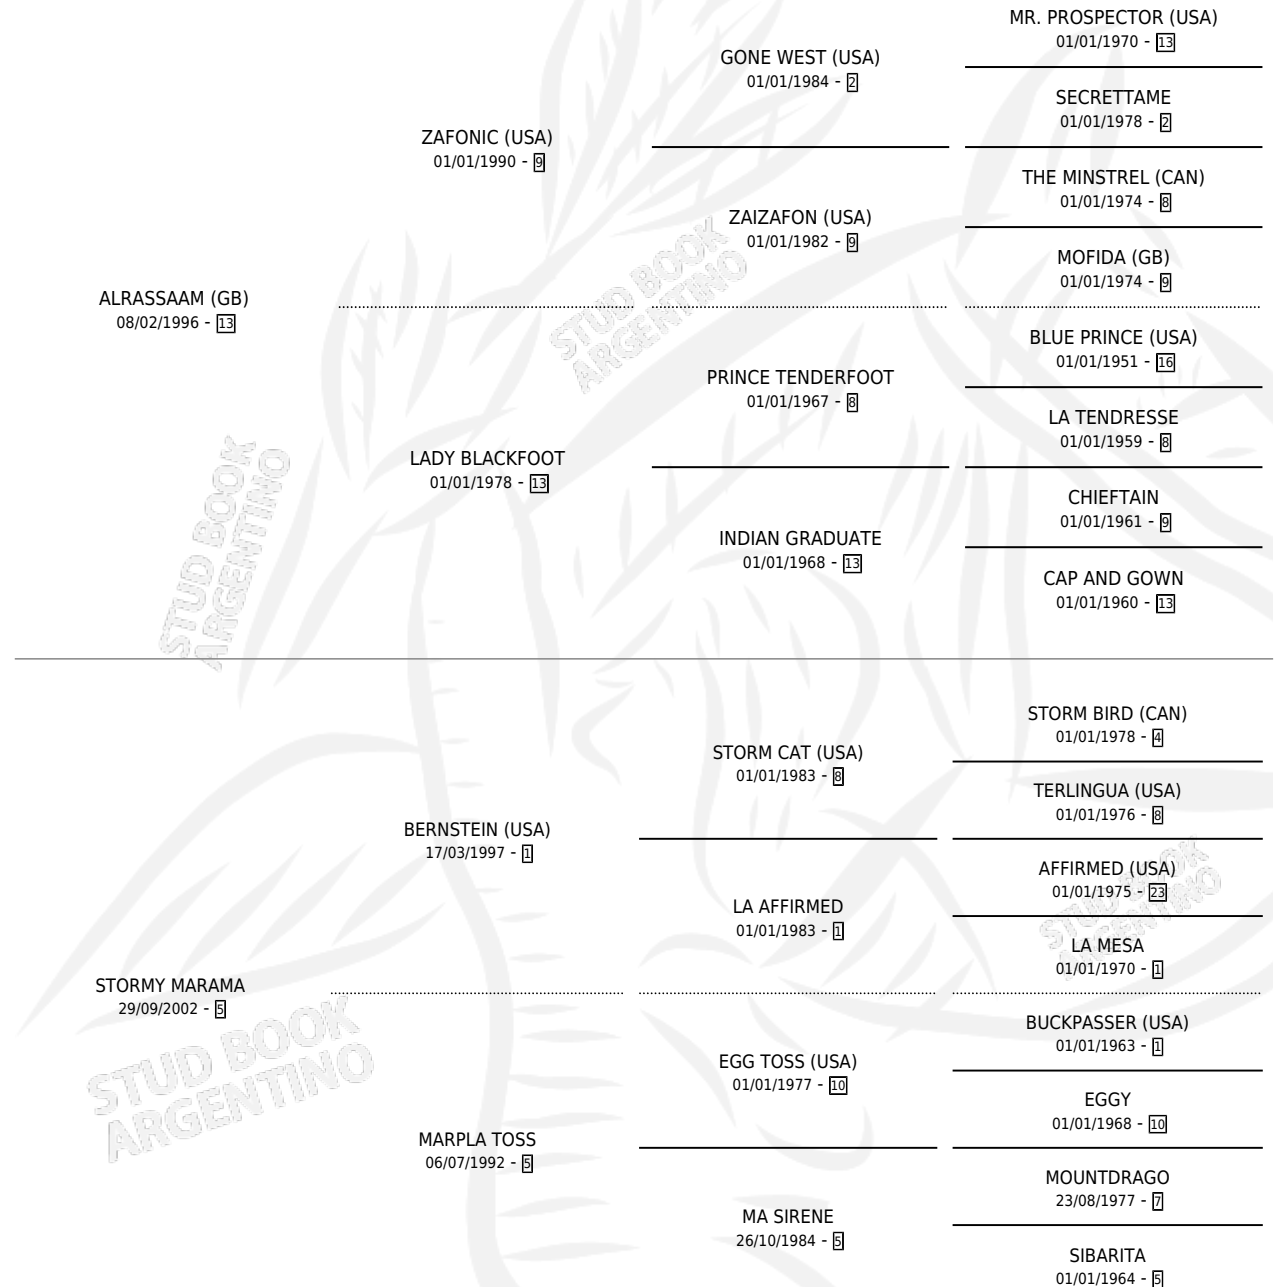 MR. PROSPECTOR (USA)
01/01/1970 - 13
GONE WEST (USA)
01/01/1984 - 2
SECRETTAME
01/01/1978 - 2
ZAFONIC (USA)
01/01/1990 - 9
THE MINSTREL (CAN)
01/01/1974 - 8
ZAIZAFON (USA)
01/01/1982 - 9
MOFIDA (GB)
01/01/1974 - 9
STUD BOOK
ARGENTINO
ALRASSAAM (GB)
08/02/1996 - 13
BLUE PRINCE (USA)
01/01/1951 - 16
PRINCE TENDERFOOT
01/01/1967 - 8
LA TENDRESSE
01/01/1959 - 8
LADY BLACKFOOT
01/01/1978 - 13
CHIEFTAIN
01/01/1961 - 9
INDIAN GRADUATE
01/01/1968 - 13
CAP AND GOWN
01/01/1960 - 13
STUD BOOK
ARGENTINO
STORM BIRD (CAN)
01/01/1978 - 4
STORM CAT (USA)
01/01/1983 - 8
TERLINGUA (USA)
01/01/1976 - 8
BERNSTEIN (USA)
17/03/1997 - 1
AFFIRMED (USA)
01/01/1975 - 23
LA AFFIRMED
01/01/1983 - 1
STUD BOOK
ARGENTINO
LA MESA
01/01/1970 - 1
STORMY MARAMA
29/09/2002 - 5
BUCKPASSER (USA)
01/01/1963 - 1
STUD BOOK
ARGENTINO
EGG TOSS (USA)
01/01/1977 - 10
EGGY
01/01/1968 - 10
MARPLA TOSS
06/07/1992 - 5
MOUNTDRAGO
23/08/1977 - 7
MA SIRENE
26/10/1984 - 5
SIBARITA
01/01/1964 - 5